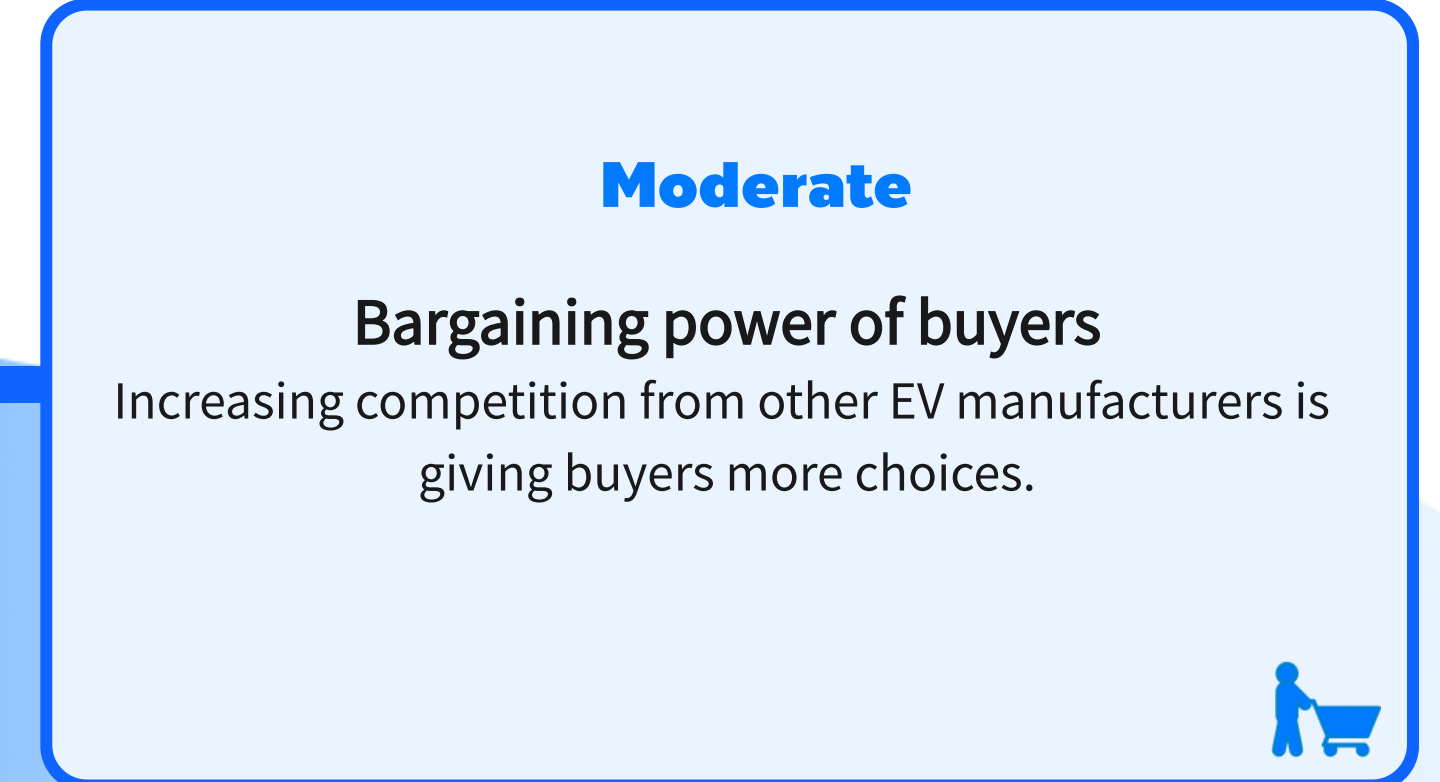 Moderate
Bargaining power of buyers
Increasing competition from other EV manufacturers is
giving buyers more choices.